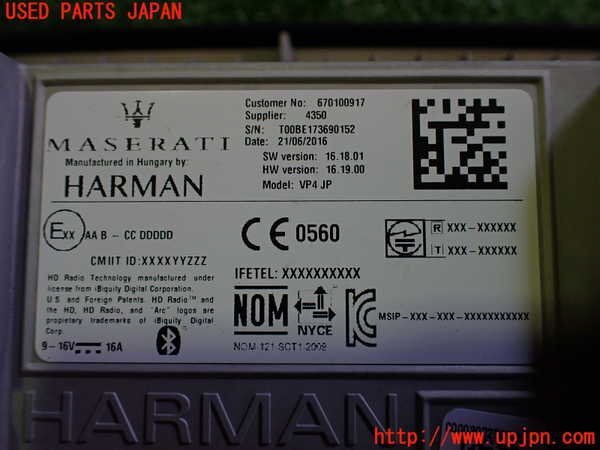 USED PARTS JAPAN
MASERATI
Manufactured in Hungary by:
HARMAN
Customer No: 670100917
Supplier: 4350
S/N: T00BE173690152
Date: 21/06/2016
SW version: 16.18.01
HW version: 16.19.00
Model: VP4 JP
Exx AA B - CC DDDDD
CMIIT ID: XXXXYYZZZ
CE 0560
R XXX-XXXXXX
T XXX-XXXXXX
HD Radio Technology manufactured under
license from iBiquity Digital Corporation.
U.S and Foreign Patents. HD Radio™ and
the HD, HD Radio, and "Arc" logos are
proprietary trademarks of iBiquity Digital
Corp.
9-16V 16A
IFETEL: XXXXXXXXXXX
NOM
NYCE
NOM-121-SCT1-2009
MSIP-XXX-XXX-XXXXXXXXXXX
HARMAN
http://www.upjpn.com